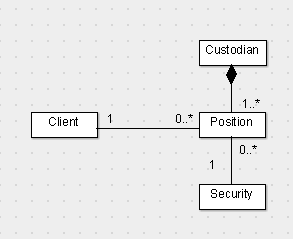 Custodian
1..*
Client
1
0..*
Position
0..*
1
Security